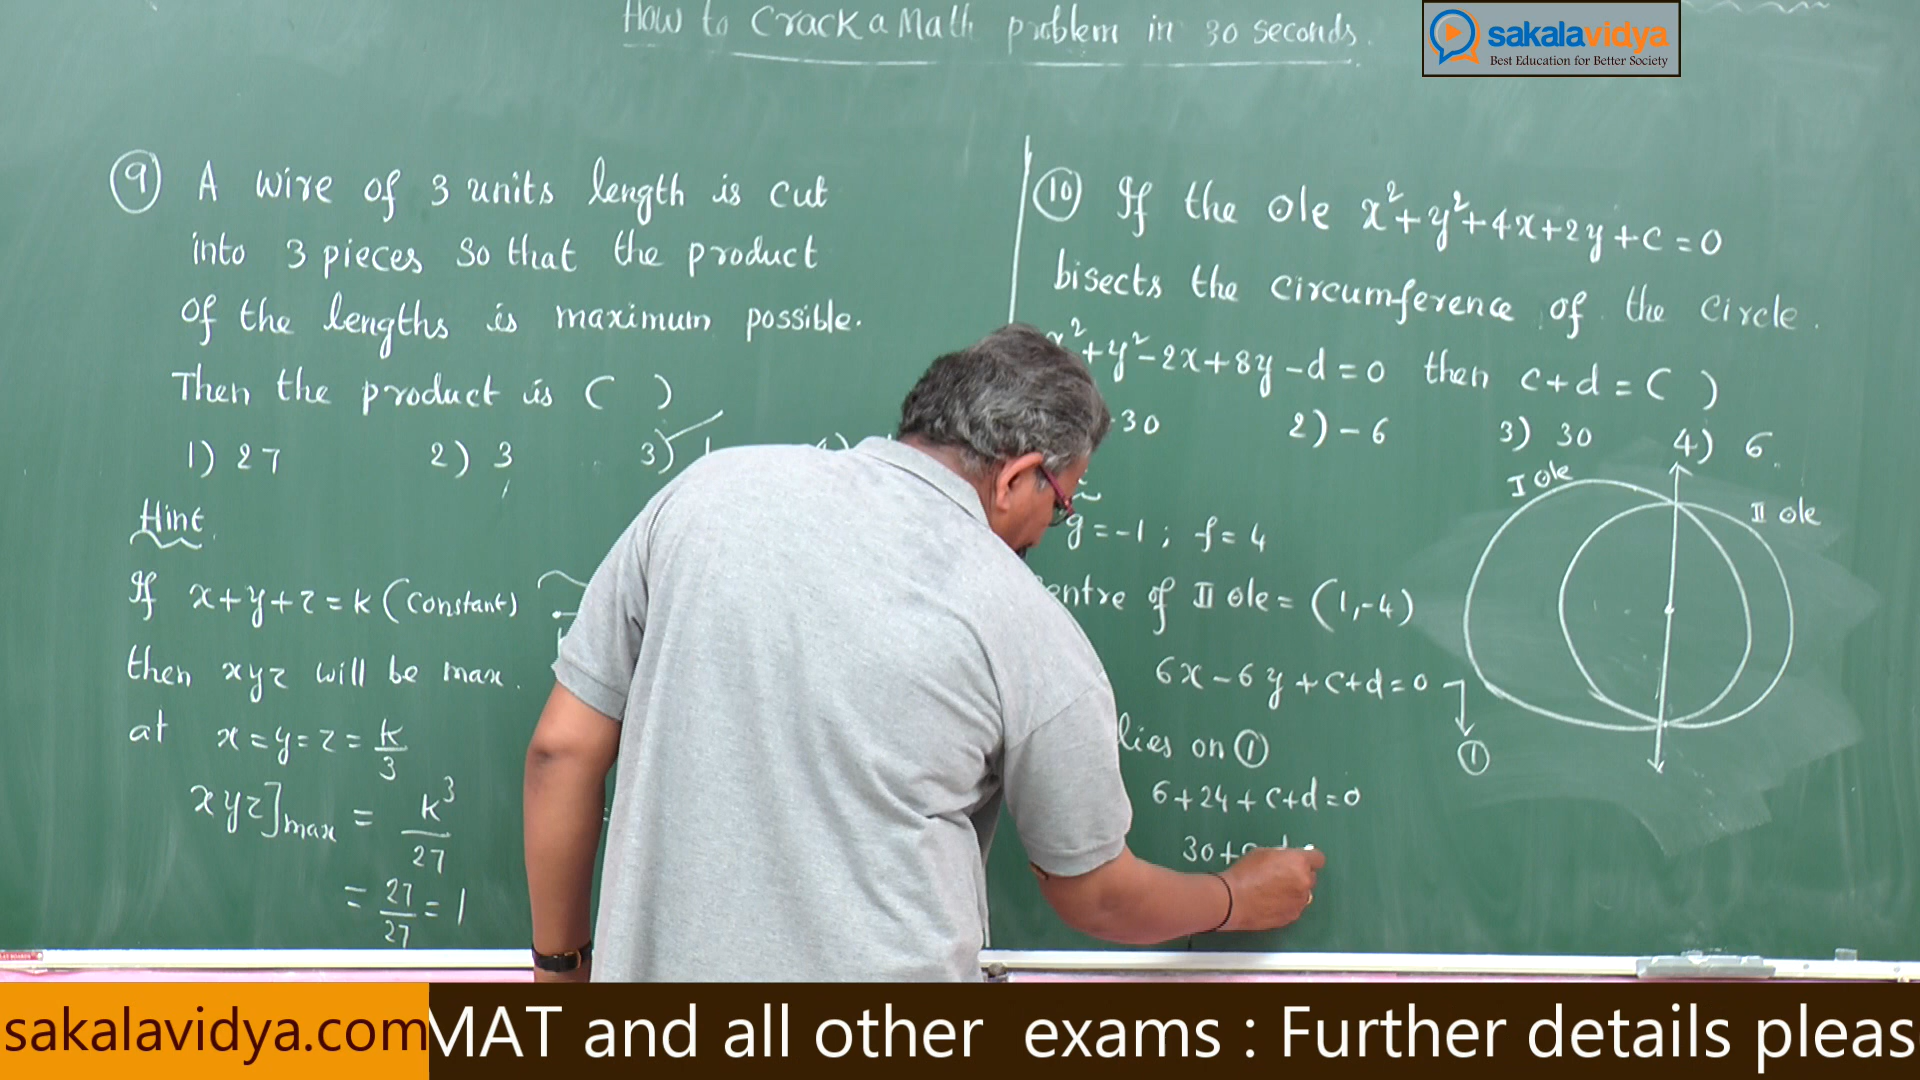 How to Crack a Math problem in 30 seconds.
sakalavidya
Best Education for Better Society
9 A wire of 3 units length is cut
into 3 pieces so that the product
of the lengths is maximum possible.
Then the product is ( )
1) 27 2) 3 3) 1
Hint
If x+y+z=k (constant)
then xyz will be max.
at x=y=z=k/3
xyz]max = k³/27
= 27/27 = 1
10 If the ole x²+y²+4x+2y+c=0
bisects the circumference of the circle.
x²+y²-2x+8y-d=0 then c+d=( )
30 2) -6 3) 30 4) 6.
I ole
II ole
g=-1; f=4
entre of II ole = (1,-4)
6x-6y+c+d=0
1
lies on 1
6+24+c+d=0
30+
sakalavidya.com MAT and all other exams : Further details pleas